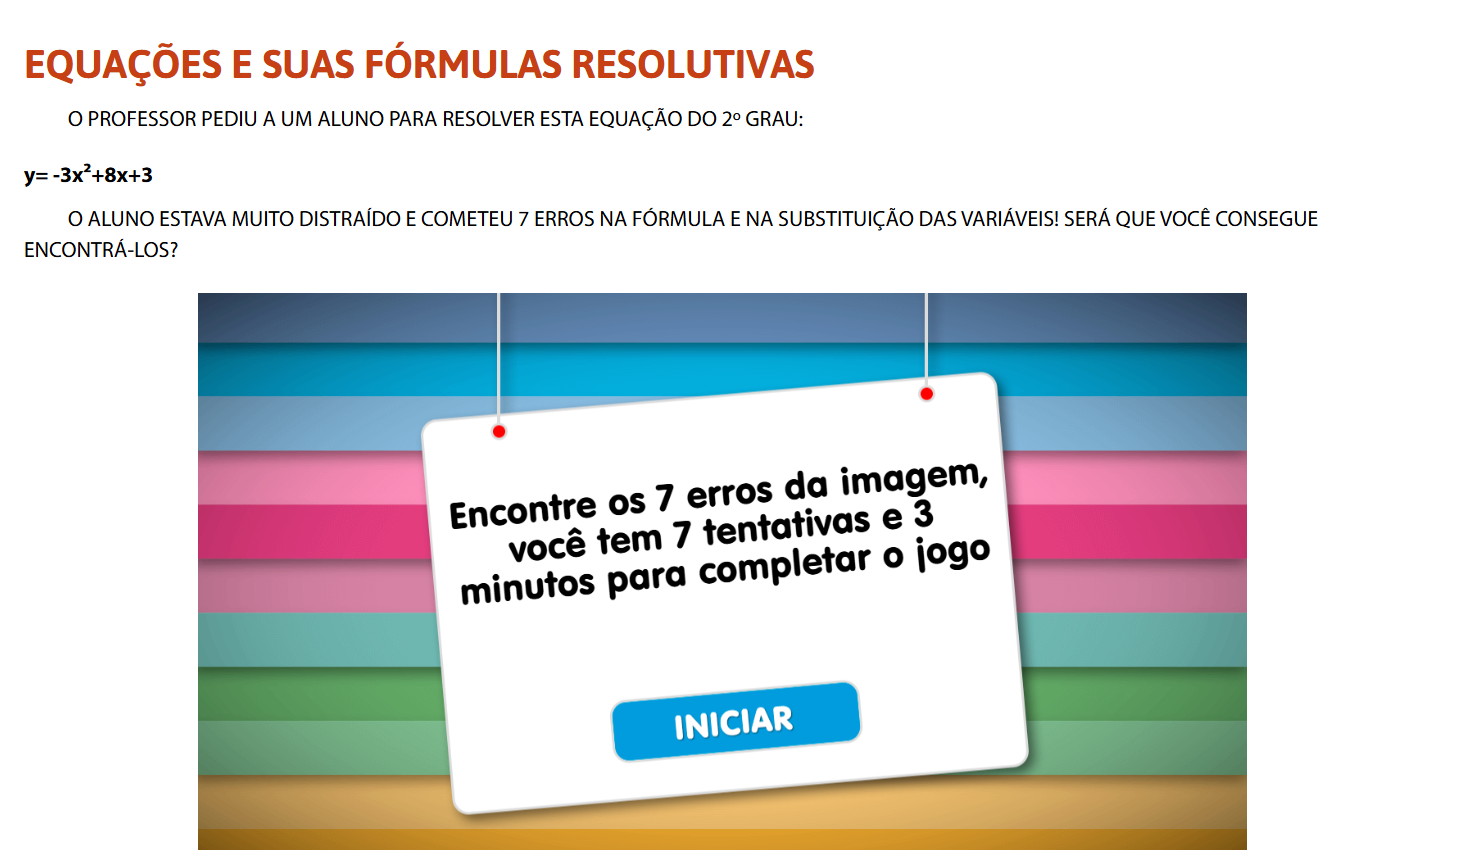 EQUAÇÕES E SUAS FÓRMULAS RESOLUTIVAS
O PROFESSOR PEDIU A UM ALUNO PARA RESOLVER ESTA EQUAÇÃO DO 2º GRAU:
y= -3x²+8x+3
O ALUNO ESTAVA MUITO DISTRAÍDO E COMETEU 7 ERROS NA FÓRMULA E NA SUBSTITUIÇÃO DAS VARIÁVEIS! SERÁ QUE VOCÊ CONSEGUE
ENCONTRÁ-LOS?
Encontre os 7 erros da imagem,
você tem 7 tentativas e 3
minutos para completar o jogo
INICIAR